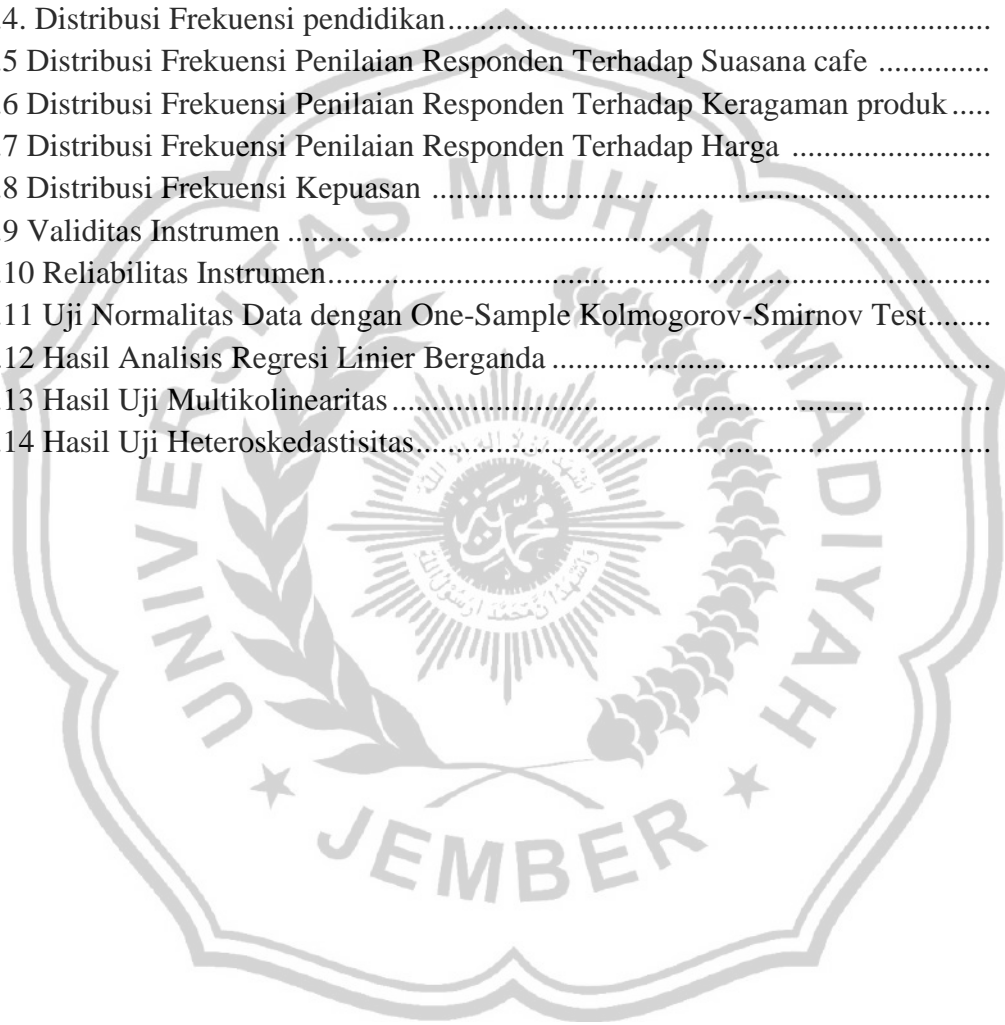 .4. Distribusi Frekuensi pendidikan..........................................................................
.5 Distribusi Frekuensi Penilaian Responden Terhadap Suasana cafe ..............
.6 Distribusi Frekuensi Penilaian Responden Terhadap Keragaman produk.....
.7 Distribusi Frekuensi Penilaian Responden Terhadap Harga ..........................
.8 Distribusi Frekuensi Kepuasan .........................................................................
.9 Validitas Instrumen ...........................................................................................
.10 Reliabilitas Instrumen......................................................................................
.11 Uji Normalitas Data dengan One-Sample Kolmogorov-Smirnov Test........
.12 Hasil Analisis Regresi Linier Berganda .........................................................
.13 Hasil Uji Multikolinearitas ..............................................................................
.14 Hasil Uji Heteroskedastisitas...........................................................................
UNIVERSITAS MUHAMMADIYAH
JEMBER